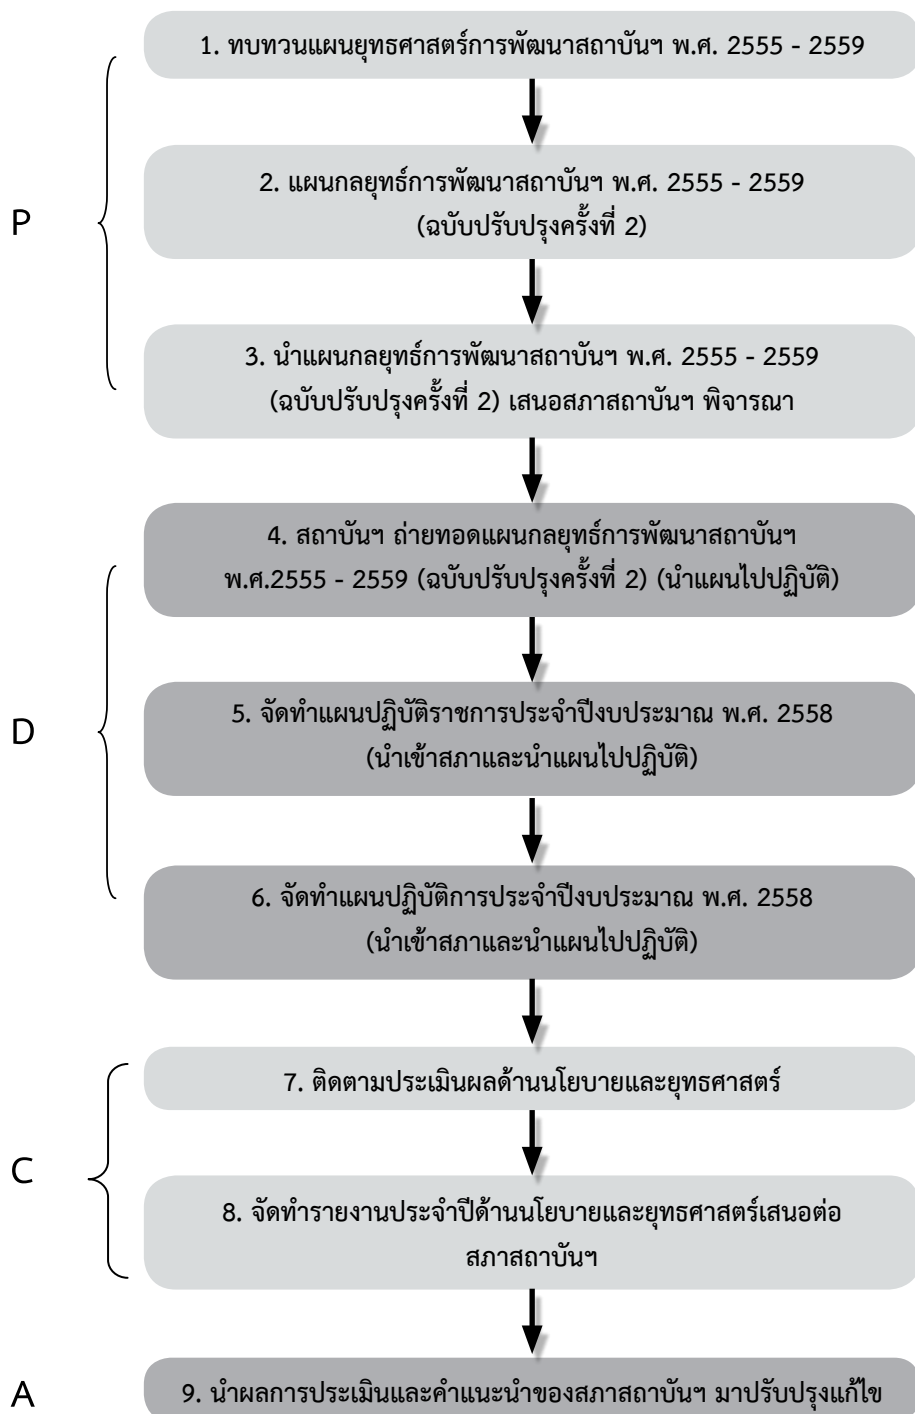 1. ทบทวนแผนยุทธศาสตร์การพัฒนาสถาบันฯ พ.ศ. 2555 - 2559
P
2. แผนกลยุทธ์การพัฒนาสถาบันฯ พ.ศ. 2555 - 2559
(ฉบับปรับปรุงครั้งที่ 2)
3. นำแผนกลยุทธ์การพัฒนาสถาบันฯ พ.ศ. 2555 - 2559
(ฉบับปรับปรุงครั้งที่ 2) เสนอสภาสถาบันฯ พิจารณา
D
4. สถาบันฯ ถ่ายทอดแผนกลยุทธ์การพัฒนาสถาบันฯ
พ.ศ.2555 - 2559 (ฉบับปรับปรุงครั้งที่ 2) (นำแผนไปปฏิบัติ)
5. จัดทำแผนปฏิบัติราชการประจำปีงบประมาณ พ.ศ. 2558
(นำเข้าสภาและนำแผนไปปฏิบัติ)
6. จัดทำแผนปฏิบัติการประจำปีงบประมาณ พ.ศ. 2558
(นำเข้าสภาและนำแผนไปปฏิบัติ)
C
7. ติดตามประเมินผลด้านนโยบายและยุทธศาสตร์
8. จัดทำรายงานประจำปีด้านนโยบายและยุทธศาสตร์เสนอต่อ
สภาสถาบันฯ
A
9. นำผลการประเมินและคำแนะนำของสภาสถาบันฯ มาปรับปรุงแก้ไข